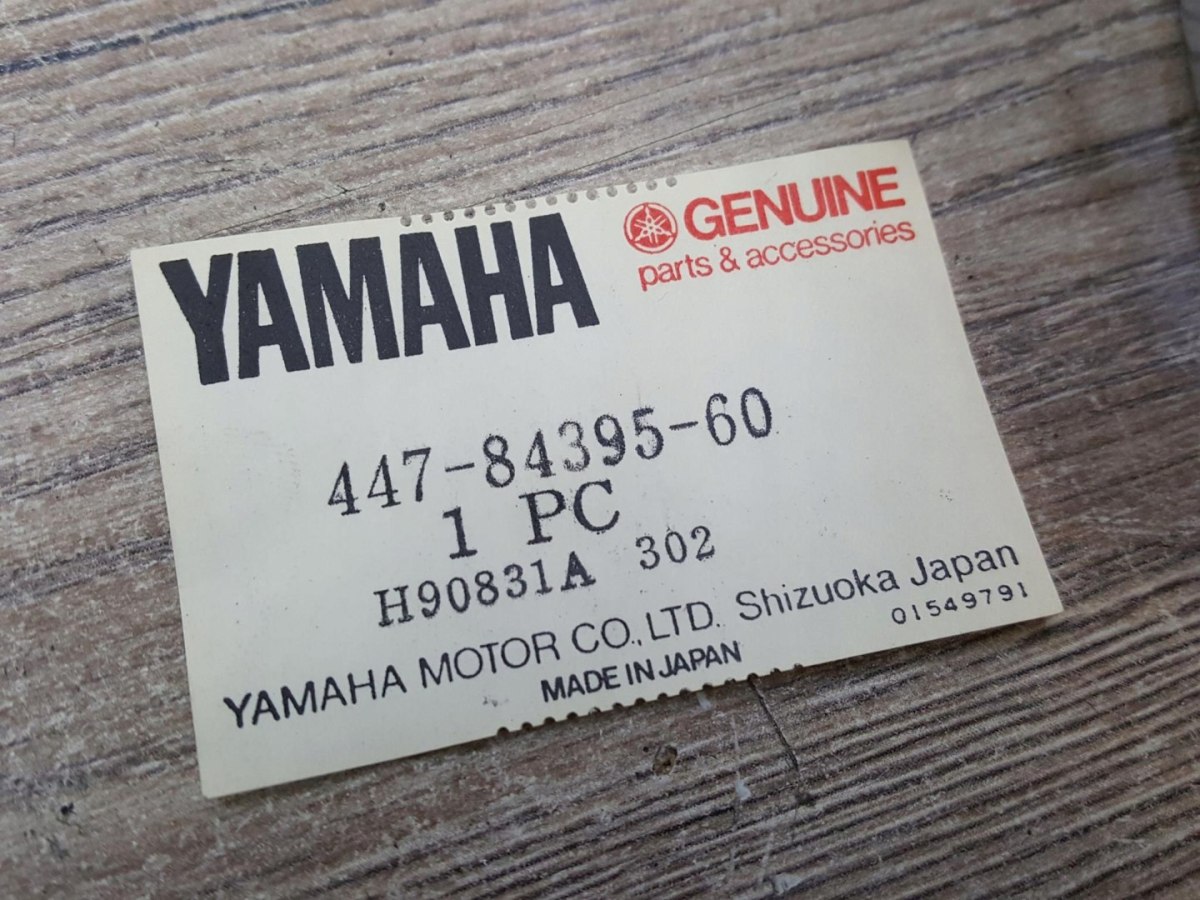 YAMAHA
GENUINE
parts & accessories
447-84395-60
1 PC
H90831A 302
YAMAHA MOTOR CO., LTD. Shizuoka Japan
MADE IN JAPAN
01549791